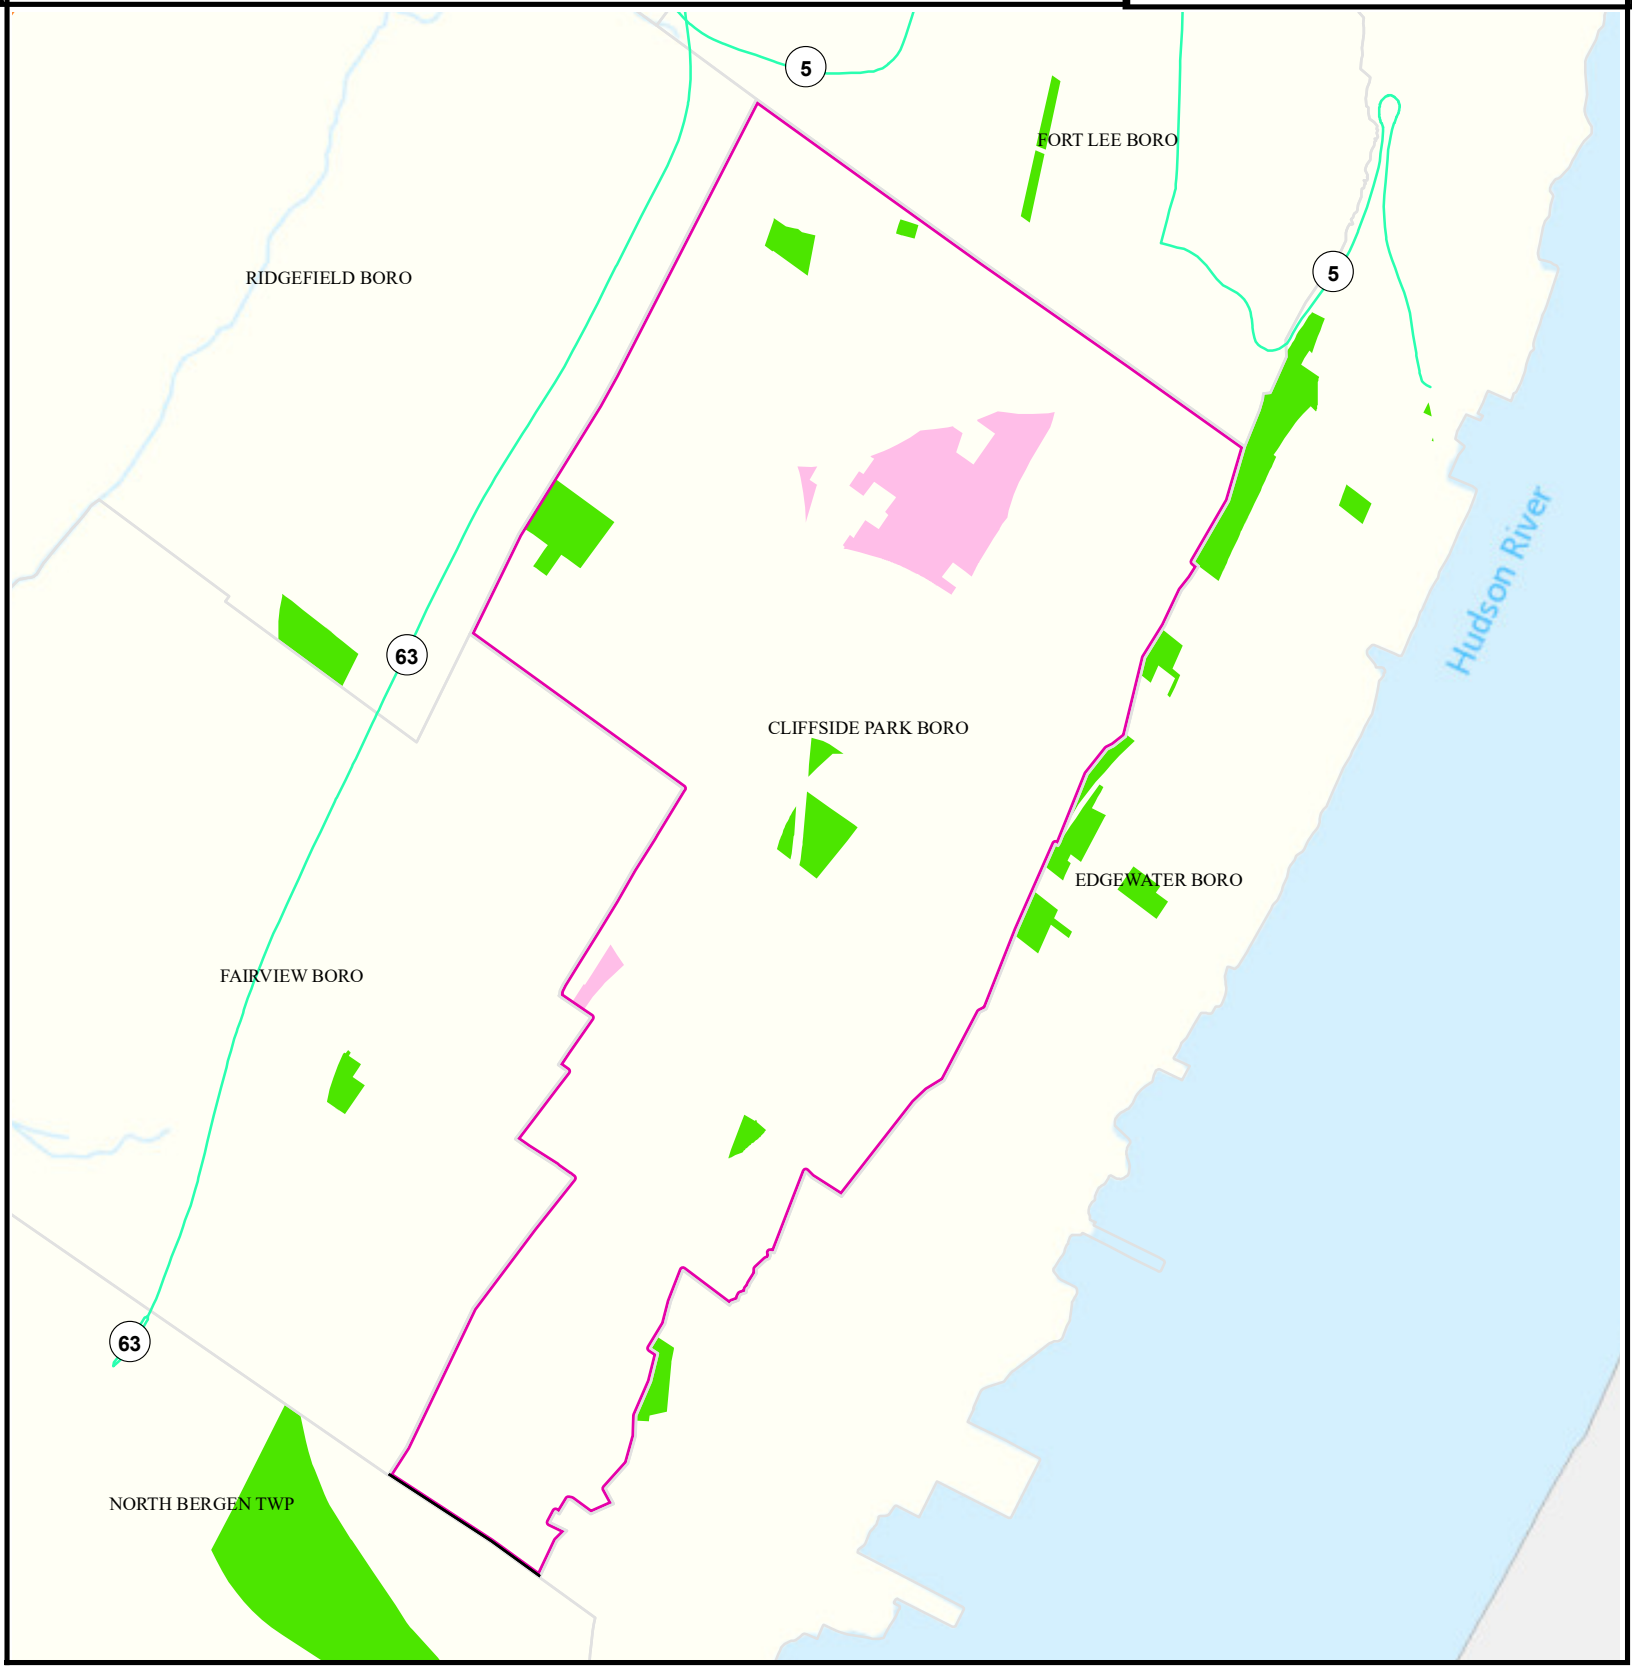 5
FORT LEE BORO
5
RIDGEFIELD BORO
Hudson River
63
CLIFFSIDE PARK BORO
EDGEWATER BORO
FAIRVIEW BORO
63
NORTH BERGEN TWP